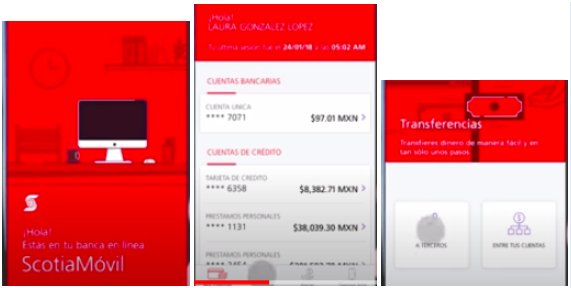 ¡Hola!
Estás en tu banca en línea
ScotiaMóvil
¡Hola!
LAURA GONZALEZ LOPEZ
Tu última sesión fue el 24/01/18 a las 05:02 AM
CUENTAS BANCARIAS
CUENTA UNICA
**** 7071
$97.01 MXN >
CUENTAS DE CRÉDITO
TARJETA DE CREDITO
**** 6358
$8,382.71 MXN >
PRESTAMOS PERSONALES
**** 1131
$38,039.30 MXN >
PRESTAMOS PERSONALES
Transferencias
Transfieres dinero de manera fácil y en
tan sólo unos pasos.
A TERCEROS
ENTRE TUS CUENTAS